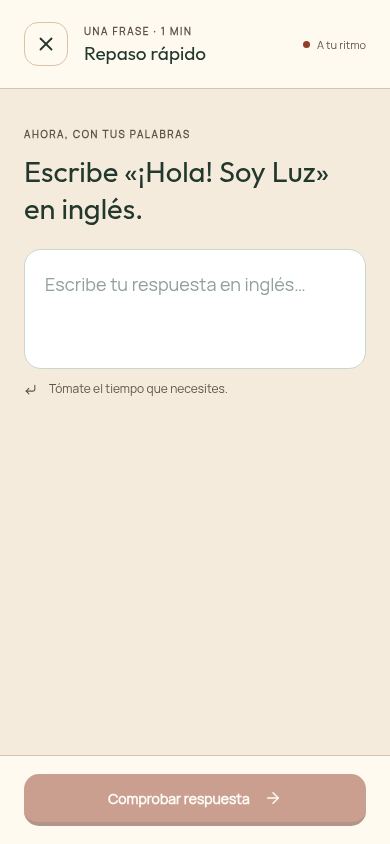 UNA FRASE · 1 MIN
Repaso rápido
A tu ritmo
AHORA, CON TUS PALABRAS
Escribe «¡Hola! Soy Luz»
en inglés.
Escribe tu respuesta en inglés…
Tómate el tiempo que necesites.
Comprobar respuesta